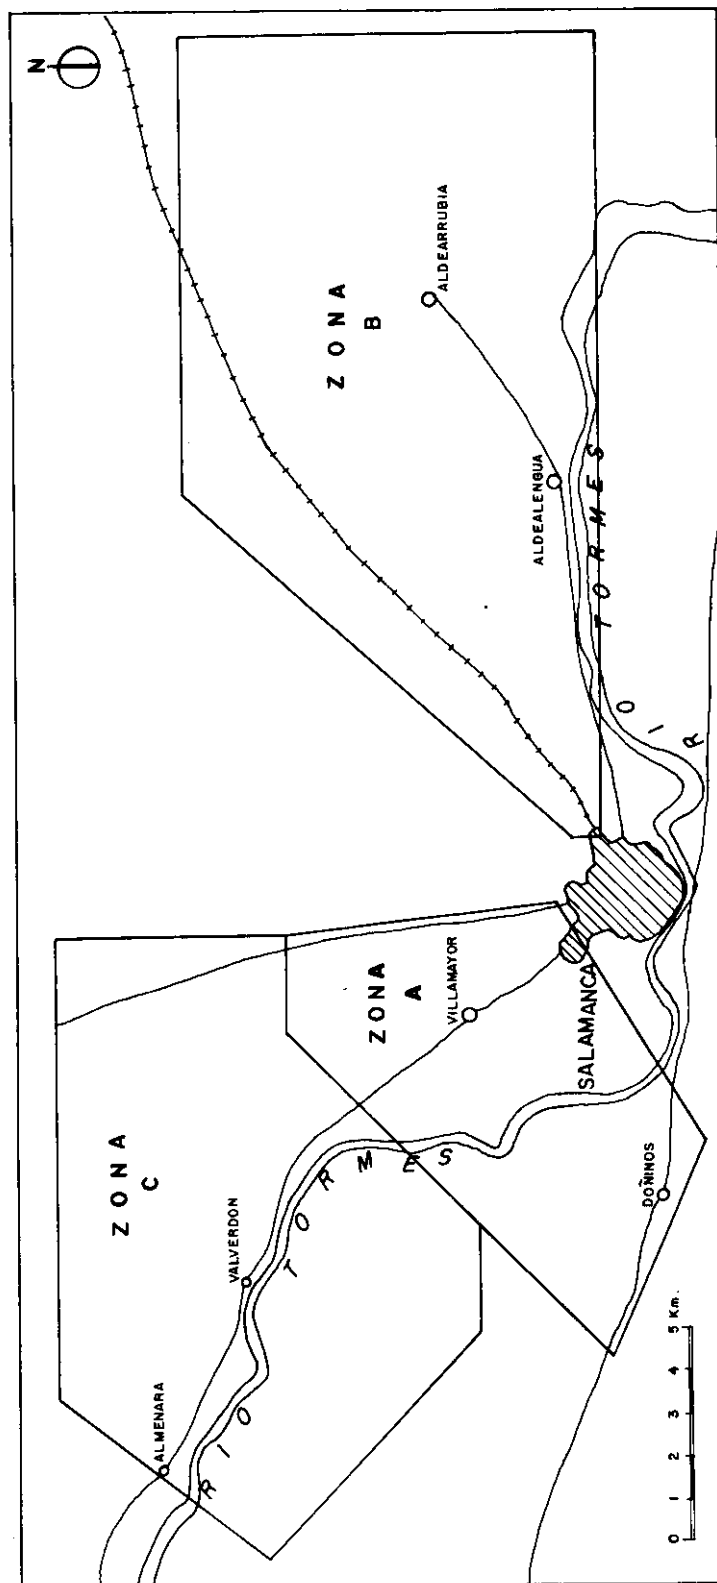 N
ZONA
B
ALDEARRUBIA
ALDEALENGUA
RIO TORMES
ZONA
A
VILLAMAYOR
SALAMANCA
ZONA
C
VALVERDON
ALMENARA
RIO TORMES
DOÑINOS
0 1 2 3 4 5 Km.